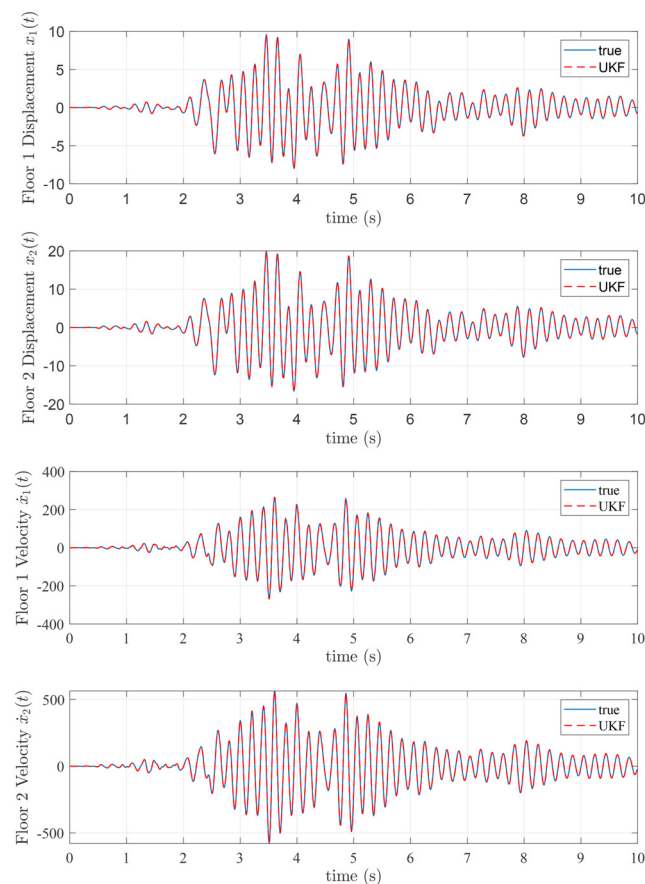 10
5
0
-5
-10
Floor 1 Displacement x₁(t)
true
UKF
0 1 2 3 4 5 6 7 8 9 10
time (s)
20
10
0
-10
-20
Floor 2 Displacement x₂(t)
true
UKF
0 1 2 3 4 5 6 7 8 9 10
time (s)
400
200
0
-200
-400
Floor 1 Velocity ẋ₁(t)
true
UKF
0 1 2 3 4 5 6 7 8 9 10
time (s)
500
0
-500
Floor 2 Velocity ẋ₂(t)
true
UKF
0 1 2 3 4 5 6 7 8 9 10
time (s)